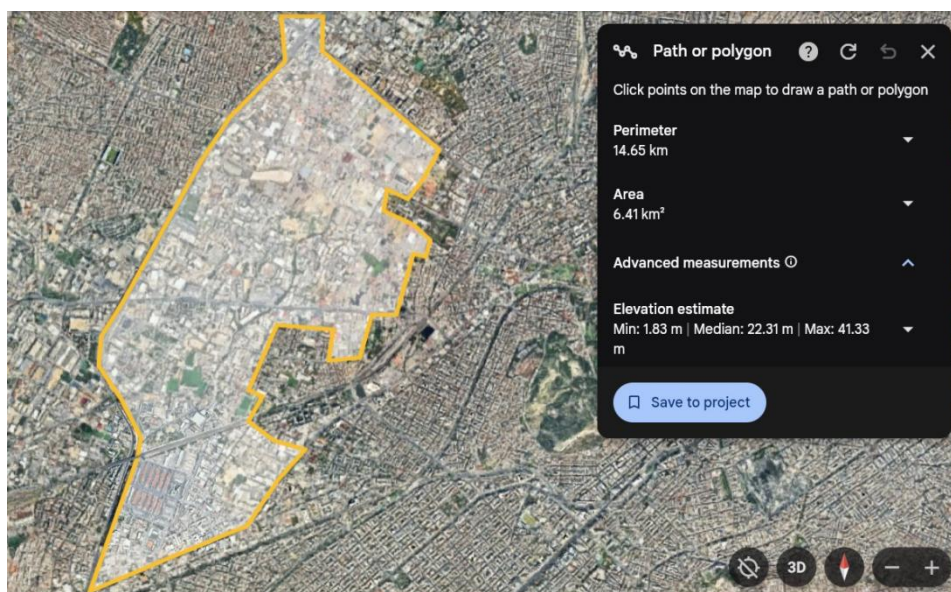 Path or polygon
Click points on the map to draw a path or polygon
Perimeter
14.65 km
Area
6.41 km²
Advanced measurements
Elevation estimate
Min: 1.83 m | Median: 22.31 m | Max: 41.33
m
Save to project
3D